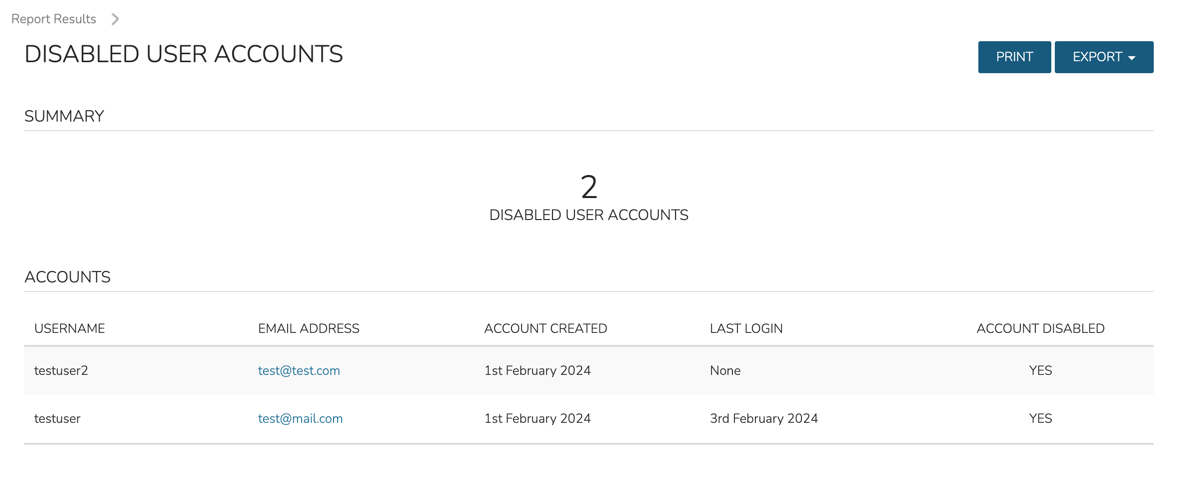 Report Results
DISABLED USER ACCOUNTS
PRINT EXPORT
SUMMARY
2
DISABLED USER ACCOUNTS
ACCOUNTS
USERNAME EMAIL ADDRESS ACCOUNT CREATED LAST LOGIN ACCOUNT DISABLED
testuser2 test@test.com 1st February 2024 None YES
testuser test@mail.com 1st February 2024 3rd February 2024 YES